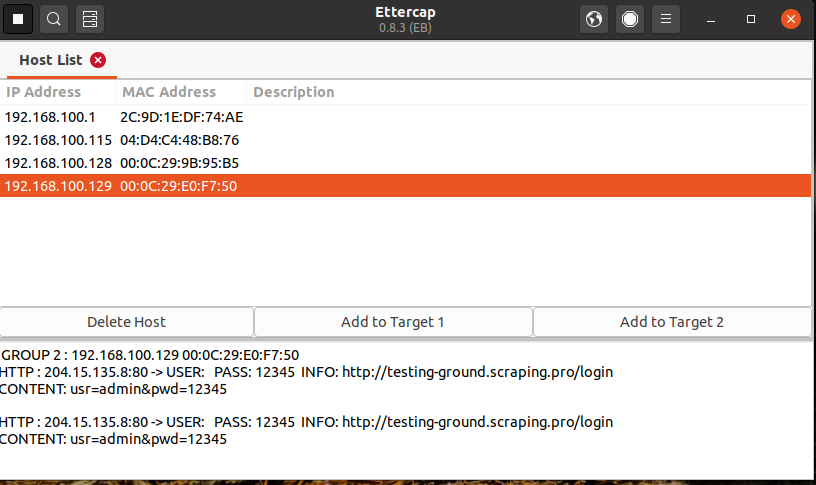 Ettercap
0.8.3 (EB)
Host List
IP Address MAC Address Description
192.168.100.1 2C:9D:1E:DF:74:AE
192.168.100.115 04:D4:C4:48:B8:76
192.168.100.128 00:0C:29:9B:95:B5
192.168.100.129 00:0C:29:E0:F7:50
Delete Host Add to Target 1 Add to Target 2
GROUP 2 : 192.168.100.129 00:0C:29:E0:F7:50
HTTP : 204.15.135.8:80 -> USER: PASS: 12345 INFO: http://testing-ground.scraping.pro/login
CONTENT: usr=admin&pwd=12345
HTTP : 204.15.135.8:80 -> USER: PASS: 12345 INFO: http://testing-ground.scraping.pro/login
CONTENT: usr=admin&pwd=12345